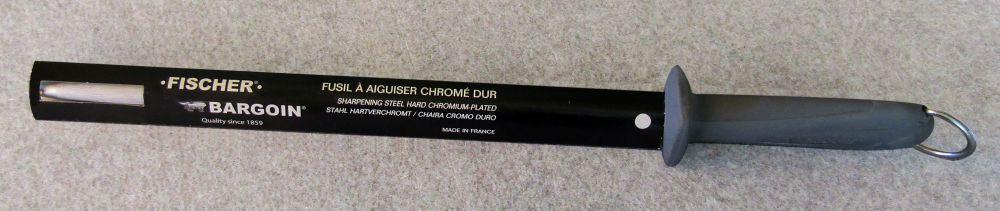 ·FISCHER®·
BARGOIN®
Quality since 1859
FUSIL À AIGUISER CHROMÉ DUR
SHARPENING STEEL HARD CHROMIUM-PLATED
STAHL HARTVERCHROMT / CHAIRA CROMO DURO
MADE IN FRANCE